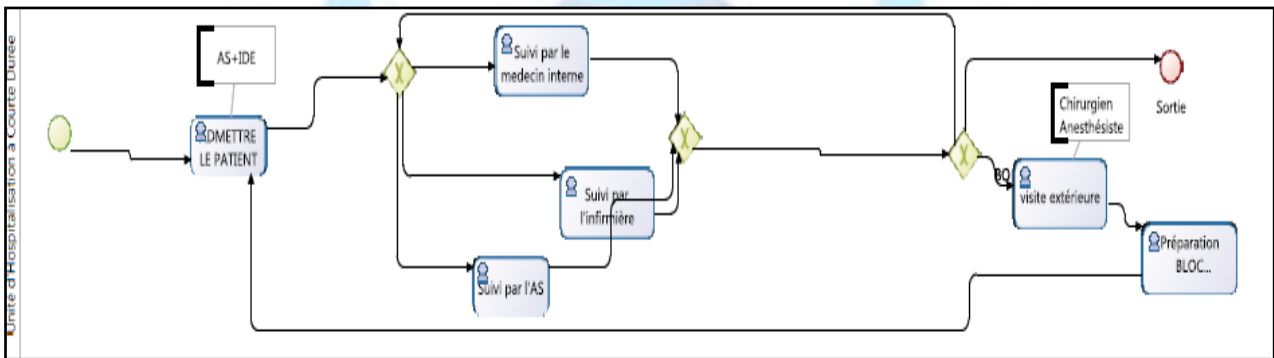 Unité d'Hospitalisation à Courte Durée
AS+IDE
DMETTRE
LE PATIENT
Suivi par le
medecin interne
Suivi par
l'infirmière
Suivi par l'AS
Chirurgien
Anesthésiste
Sortie
BO
visite extérieure
Préparation
BLOC...